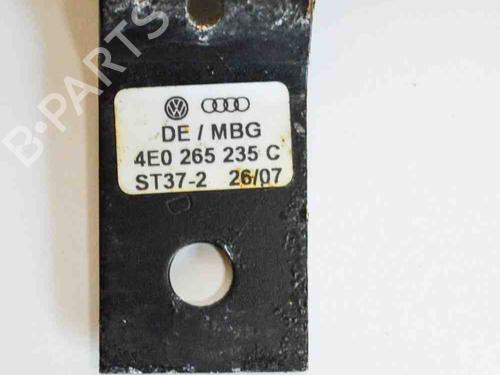 B-PARTS
DE / MBG
4E0 265 235 C
ST37-2 26/07